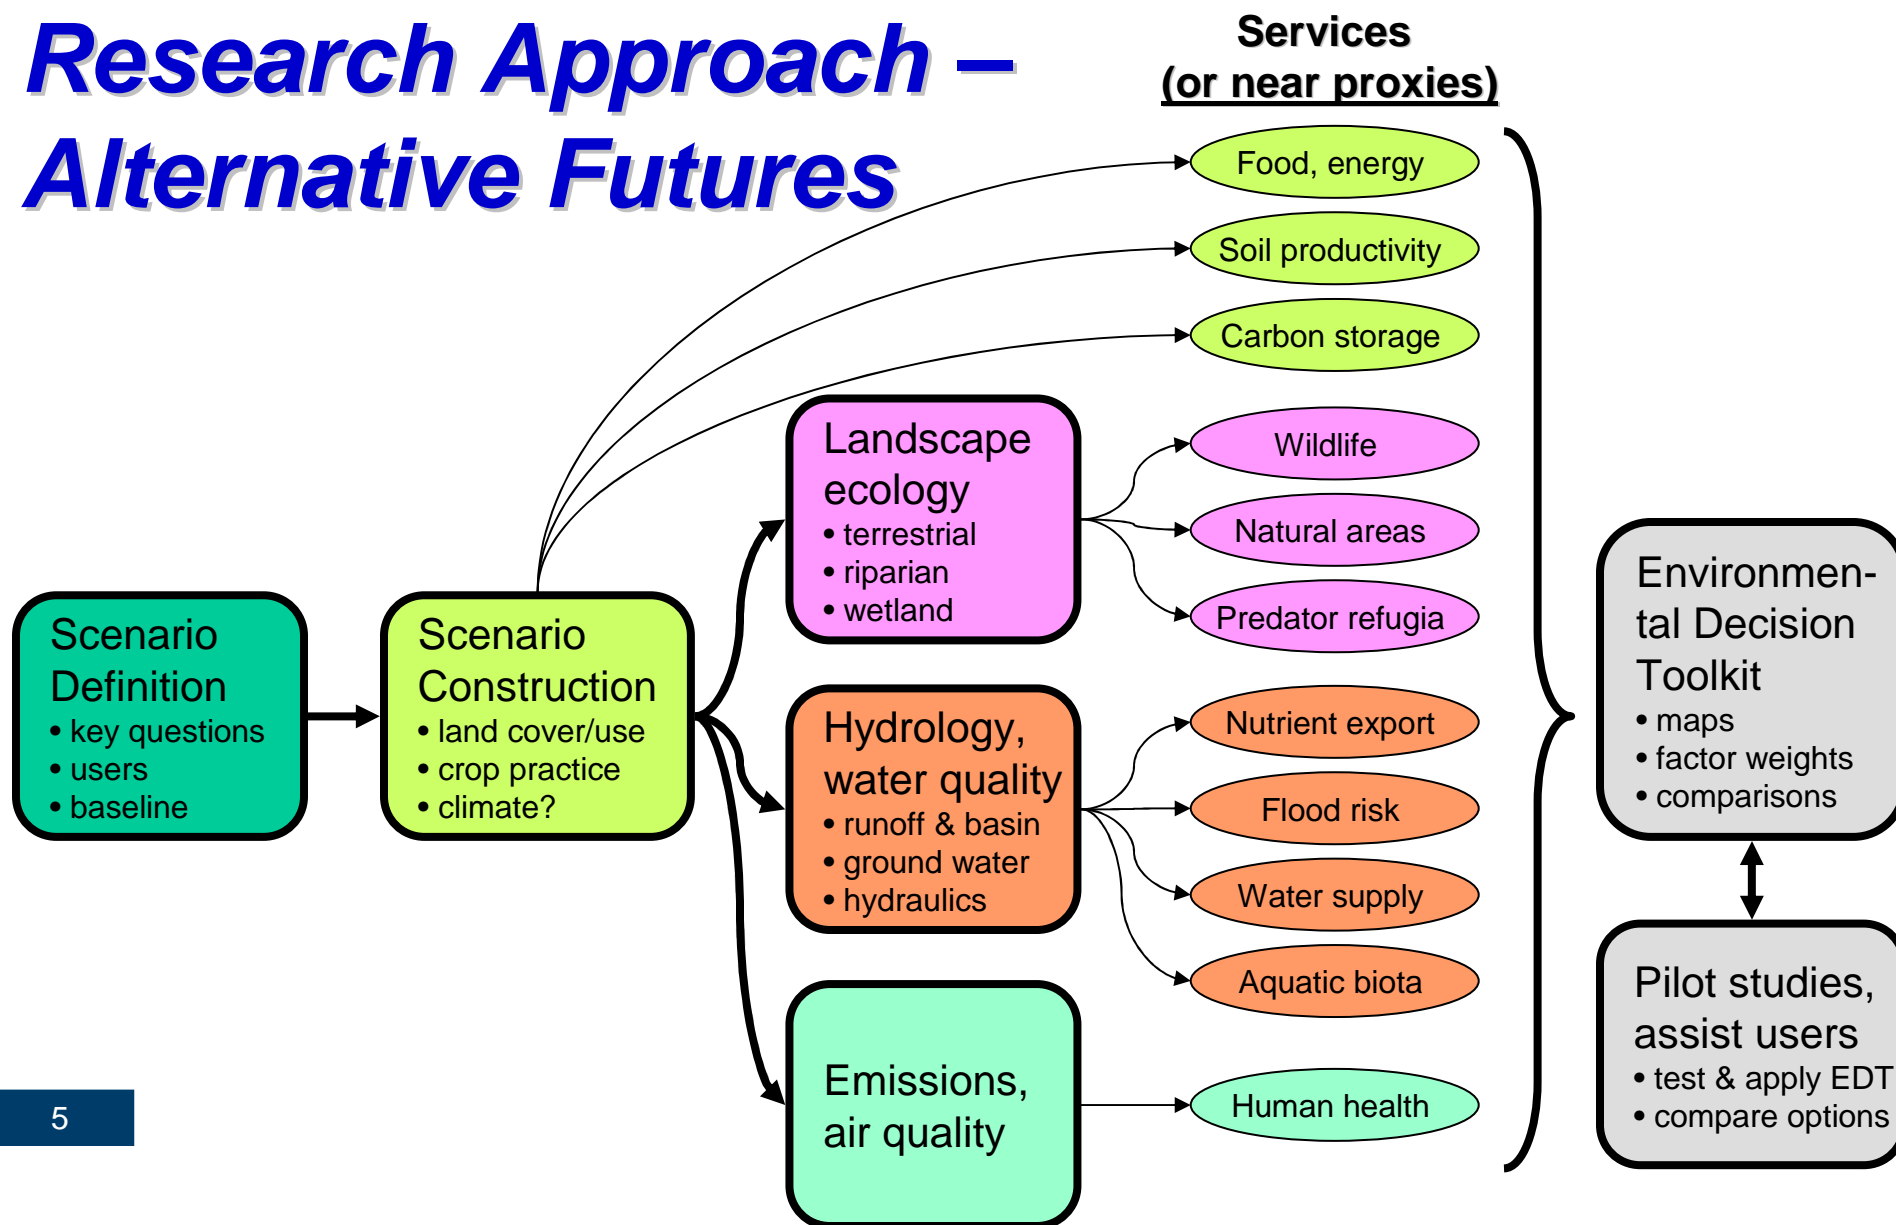 Research Approach –
Alternative Futures
Services
(or near proxies)
Food, energy
Soil productivity
Carbon storage
Wildlife
Natural areas
Predator refugia
Nutrient export
Flood risk
Water supply
Aquatic biota
Human health
Scenario
Definition
• key questions
• users
• baseline
Scenario
Construction
• land cover/use
• crop practice
• climate?
Landscape
ecology
• terrestrial
• riparian
• wetland
Hydrology,
water quality
• runoff & basin
• ground water
• hydraulics
Emissions,
air quality
Environmen-
tal Decision
Toolkit
• maps
• factor weights
• comparisons
Pilot studies,
assist users
• test & apply EDT
• compare options
5